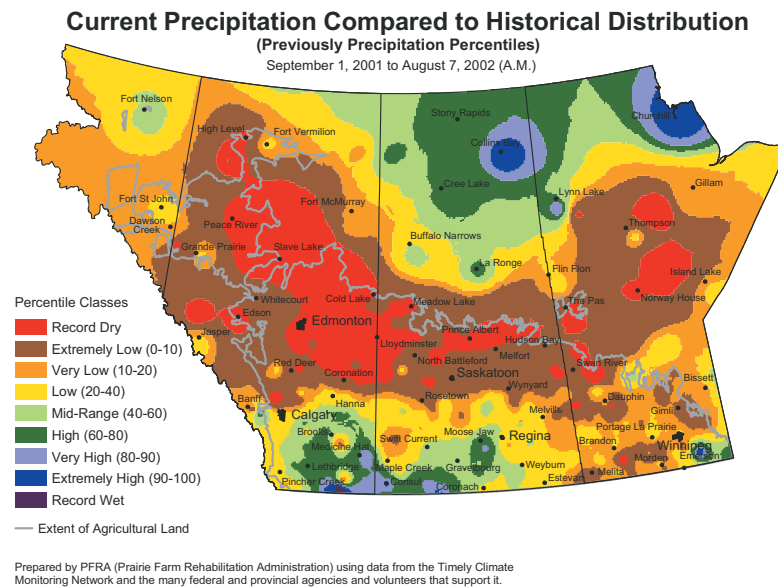 Current Precipitation Compared to Historical Distribution
(Previously Precipitation Percentiles)
September 1, 2001 to August 7, 2002 (A.M.)
Fort Nelson
Stony Rapids
Churchill
High Level
Fort Vermilion
Collins Bay
Cree Lake
Lynn Lake
Gillam
Fort St John
Fort McMurray
Dawson
Creek
Peace River
Thompson
Grande Prairie
Slave Lake
Buffalo Narrows
La Ronge
Flin Flon
Island Lake
Whitecourt
Cold Lake
Meadow Lake
The Pas
Norway House
Edson
Edmonton
Jasper
Lloydminster
Prince Albert
Hudson Bay
Melfort
North Battleford
Swan River
Red Deer
Coronation
Saskatoon
Wynyard
Bissett
Banff
Hanna
Rosetown
Dauphin
Gimli
Calgary
Melville
Brooks
Moose Jaw
Regina
Portage La Prairie
Medicine Hat
Swift Current
Brandon
Winnipeg
Lethbridge
Maple Creek
Gravelbourg
Weyburn
Morden
Emerson
Pincher Creek
Consul
Coronach
Estevan
Melita
Percentile Classes
Record Dry
Extremely Low (0-10)
Very Low (10-20)
Low (20-40)
Mid-Range (40-60)
High (60-80)
Very High (80-90)
Extremely High (90-100)
Record Wet
Extent of Agricultural Land
Prepared by PFRA (Prairie Farm Rehabilitation Administration) using data from the Timely Climate
Monitoring Network and the many federal and provincial agencies and volunteers that support it.